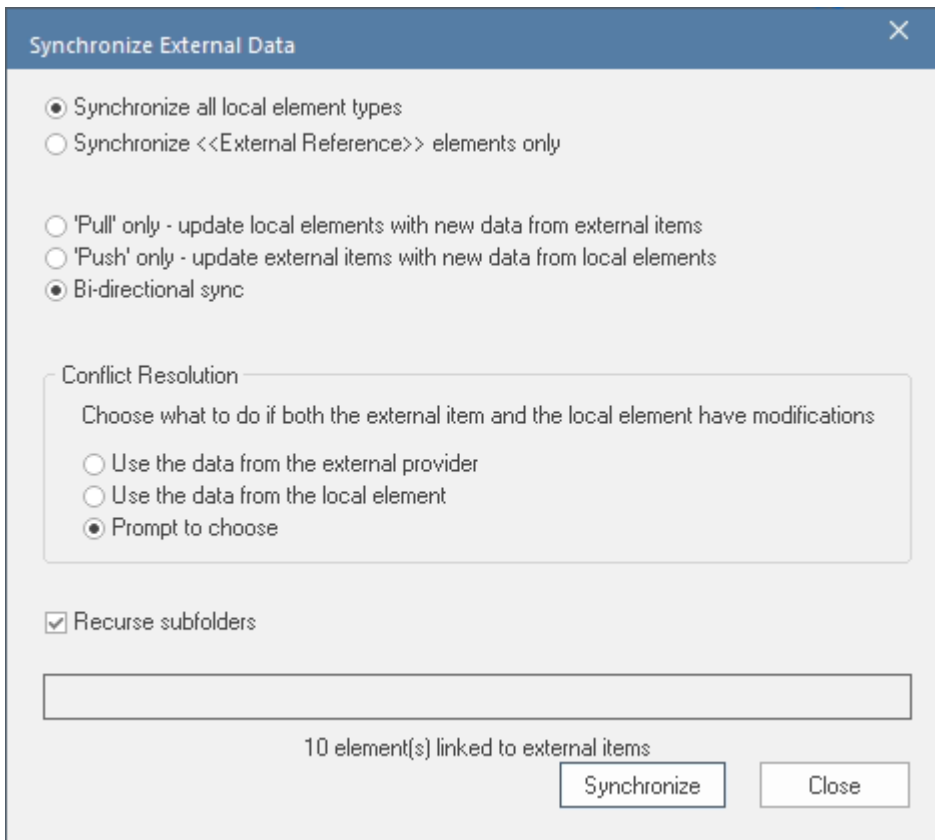 Synchronize External Data
Synchronize all local element types
Synchronize <<External Reference>> elements only
'Pull' only - update local elements with new data from external items
'Push' only - update external items with new data from local elements
Bi-directional sync
Conflict Resolution
Choose what to do if both the external item and the local element have modifications
Use the data from the external provider
Use the data from the local element
Prompt to choose
Recurse subfolders
10 element(s) linked to external items
Synchronize
Close